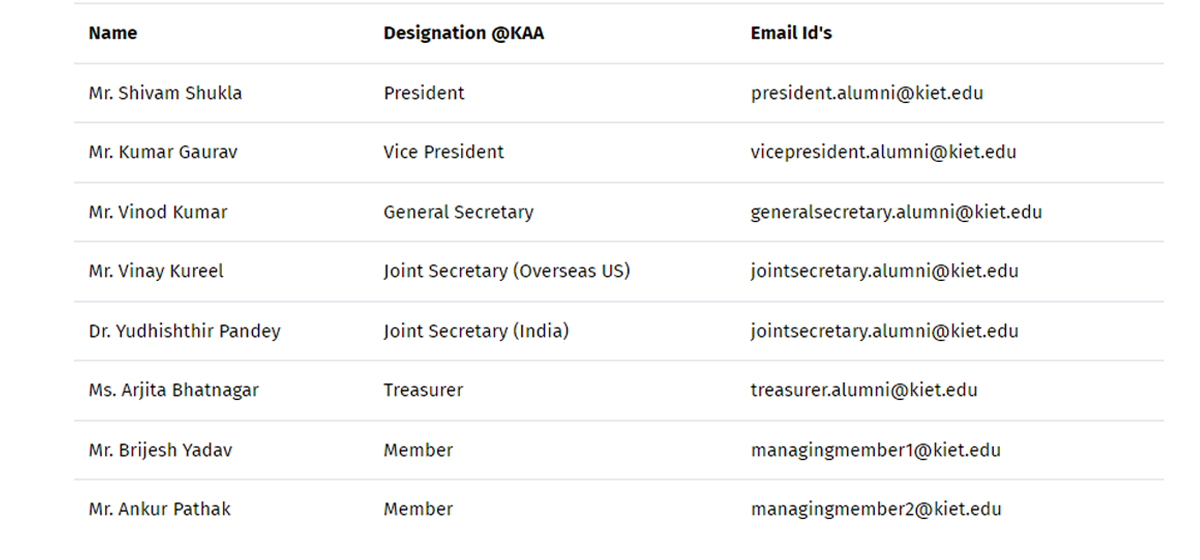 Name Designation @KAA Email Id's
Mr. Shivam Shukla President president.alumni@kiet.edu
Mr. Kumar Gaurav Vice President vicepresident.alumni@kiet.edu
Mr. Vinod Kumar General Secretary generalsecretary.alumni@kiet.edu
Mr. Vinay Kureel Joint Secretary (Overseas US) jointsecretary.alumni@kiet.edu
Dr. Yudhishthir Pandey Joint Secretary (India) jointsecretary.alumni@kiet.edu
Ms. Arjita Bhatnagar Treasurer treasurer.alumni@kiet.edu
Mr. Brijesh Yadav Member managingmember1@kiet.edu
Mr. Ankur Pathak Member managingmember2@kiet.edu